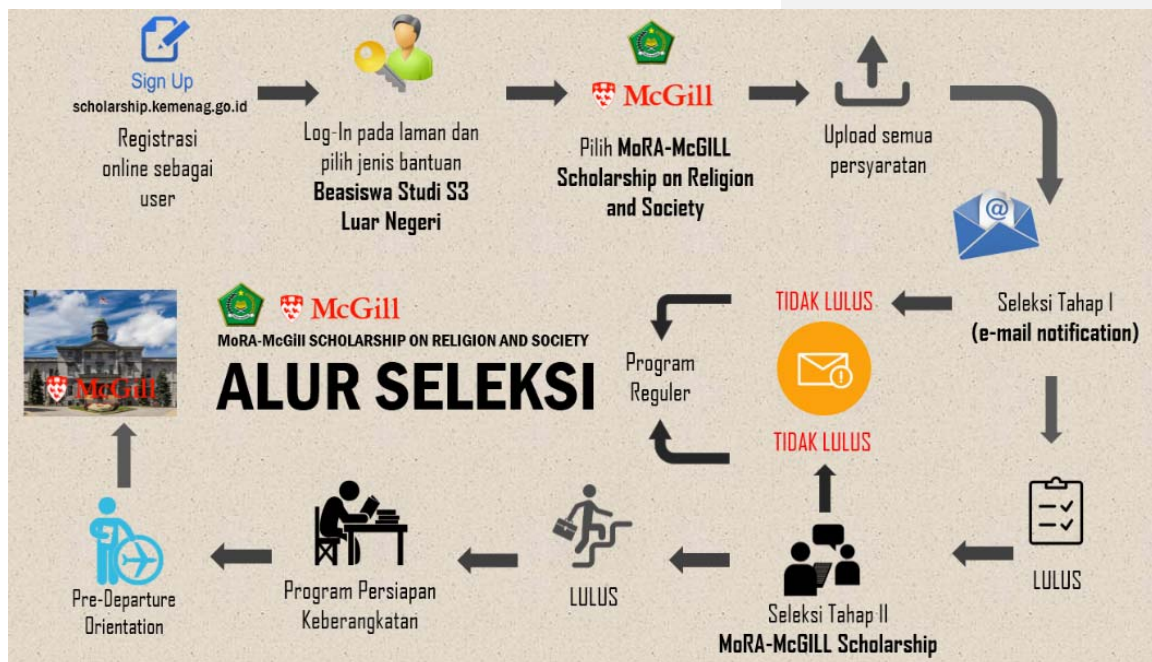 Sign Up
scholarship.kemenag.go.id
Registrasi
online sebagai
user
Log-In pada laman dan
pilih jenis bantuan
Beasiswa Studi S3
Luar Negeri
McGill
Pilih MoRA-McGILL
Scholarship on Religion
and Society
Upload semua
persyaratan
@
Seleksi Tahap I
(e-mail notification)
TIDAK LULUS
Program
Reguler
TIDAK LULUS
McGill
McGill
MoRA-McGill SCHOLARSHIP ON RELIGION AND SOCIETY
ALUR SELEKSI
LULUS
Seleksi Tahap II
MoRA-McGILL Scholarship
LULUS
Program Persiapan
Keberangkatan
Pre-Departure
Orientation